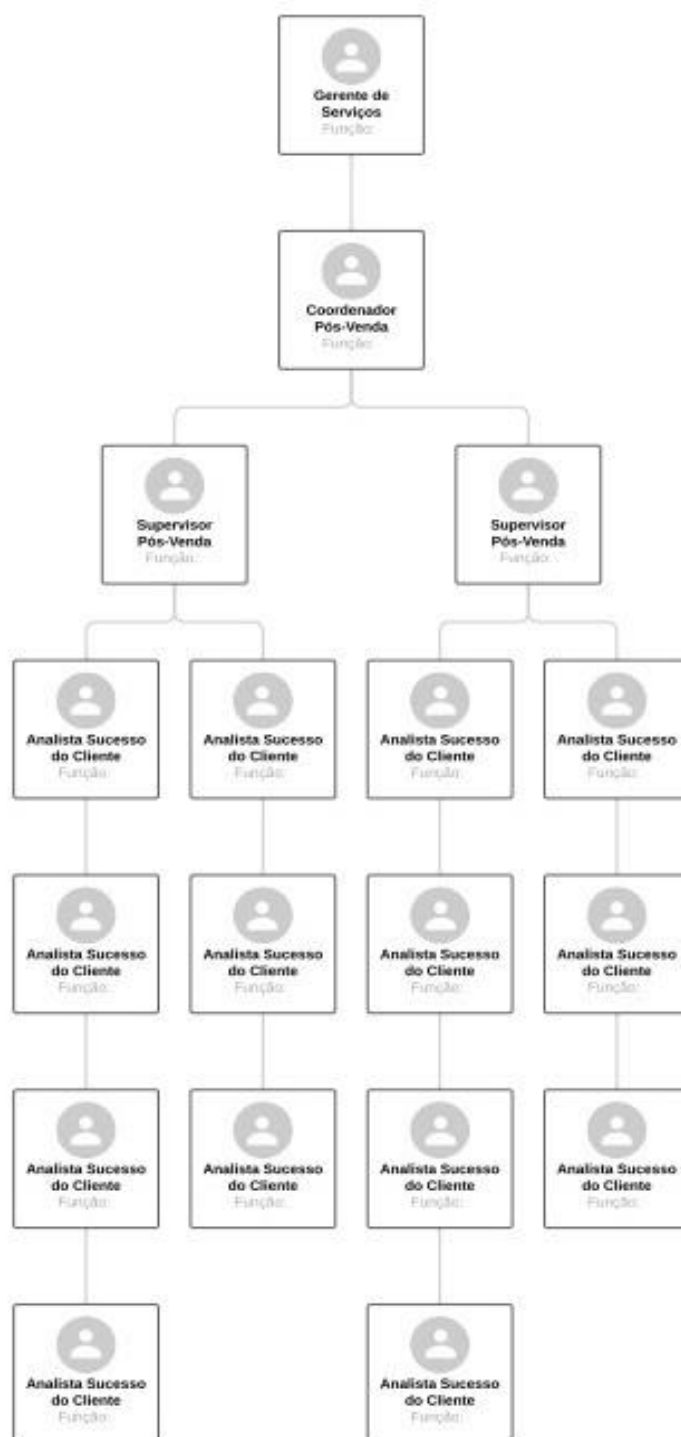 Gerente de
Serviços
Função:
Coordenador
Pós-Venda
Função:
Supervisor
Pós-Venda
Função:
Supervisor
Pós-Venda
Função:
Analista Sucesso
do Cliente
Função:
Analista Sucesso
do Cliente
Função:
Analista Sucesso
do Cliente
Função:
Analista Sucesso
do Cliente
Função:
Analista Sucesso
do Cliente
Função:
Analista Sucesso
do Cliente
Função:
Analista Sucesso
do Cliente
Função:
Analista Sucesso
do Cliente
Função:
Analista Sucesso
do Cliente
Função:
Analista Sucesso
do Cliente
Função:
Analista Sucesso
do Cliente
Função:
Analista Sucesso
do Cliente
Função:
Analista Sucesso
do Cliente
Função:
Analista Sucesso
do Cliente
Função: